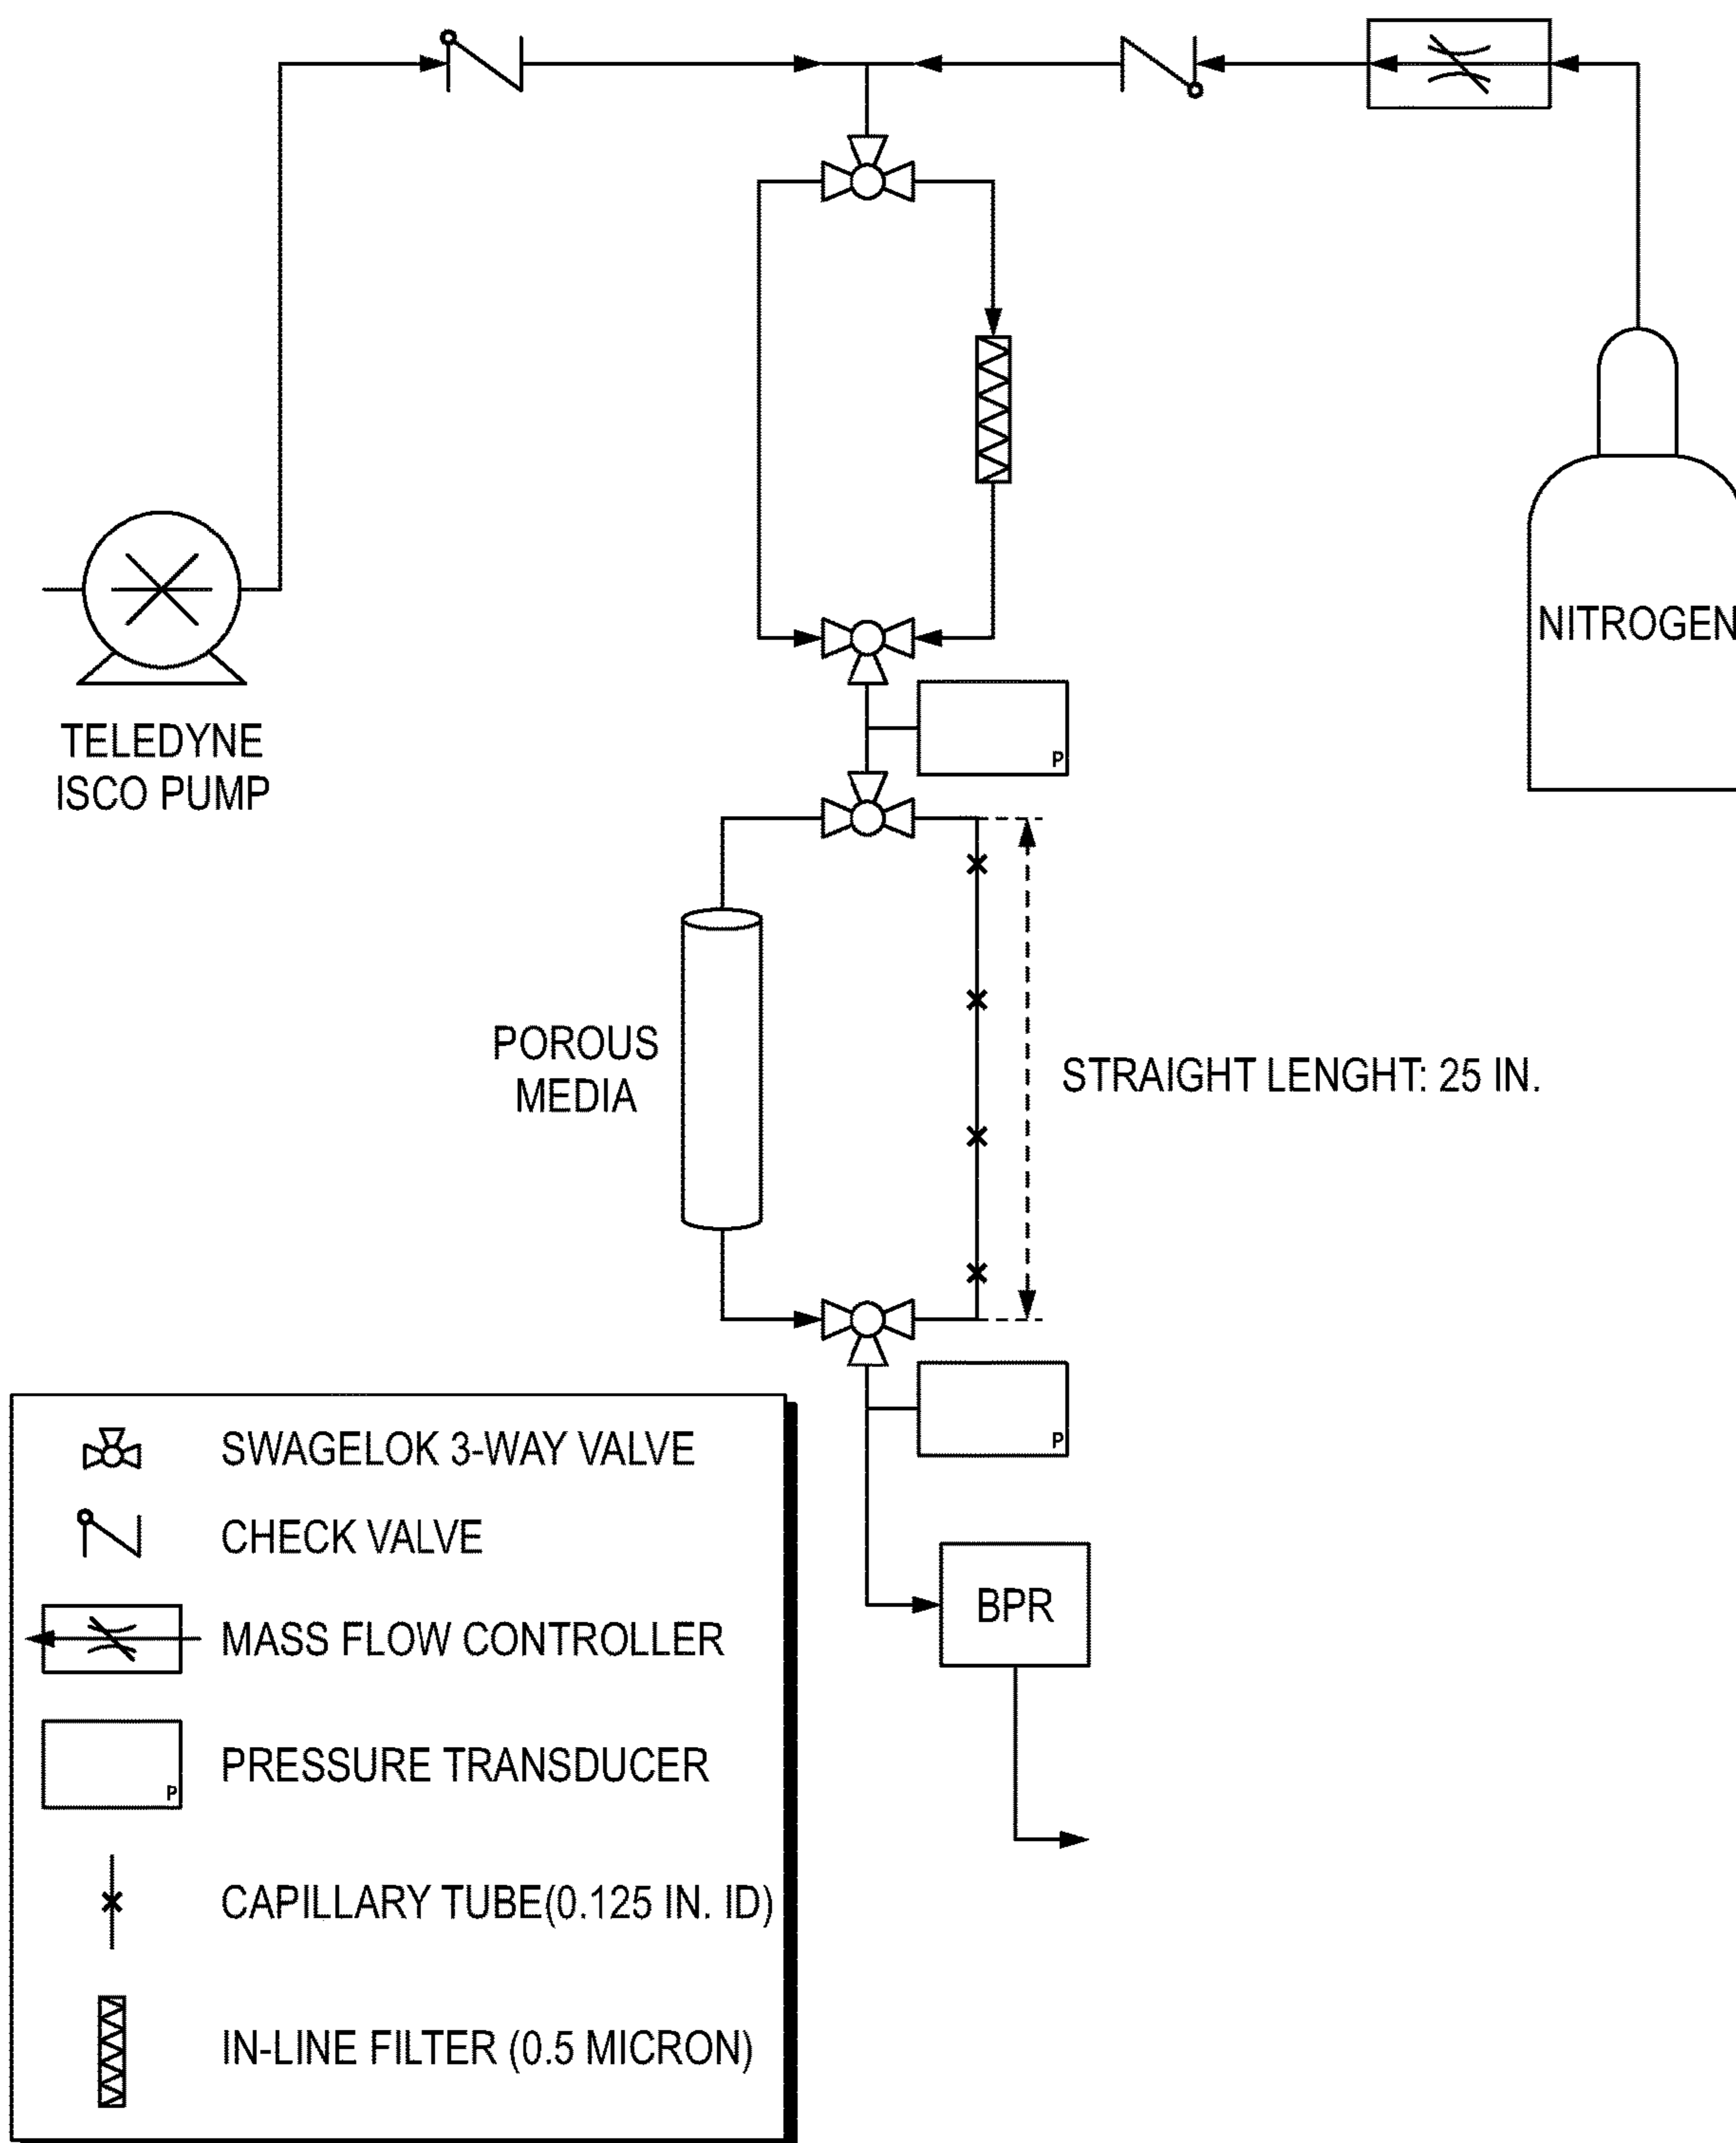 NITROGEN
TELEDYNE
ISCO PUMP
P
POROUS
MEDIA
STRAIGHT LENGHT: 25 IN.
P
BPR
SWAGELOK 3-WAY VALVE
CHECK VALVE
MASS FLOW CONTROLLER
P
PRESSURE TRANSDUCER
CAPILLARY TUBE(0.125 IN. ID)
IN-LINE FILTER (0.5 MICRON)